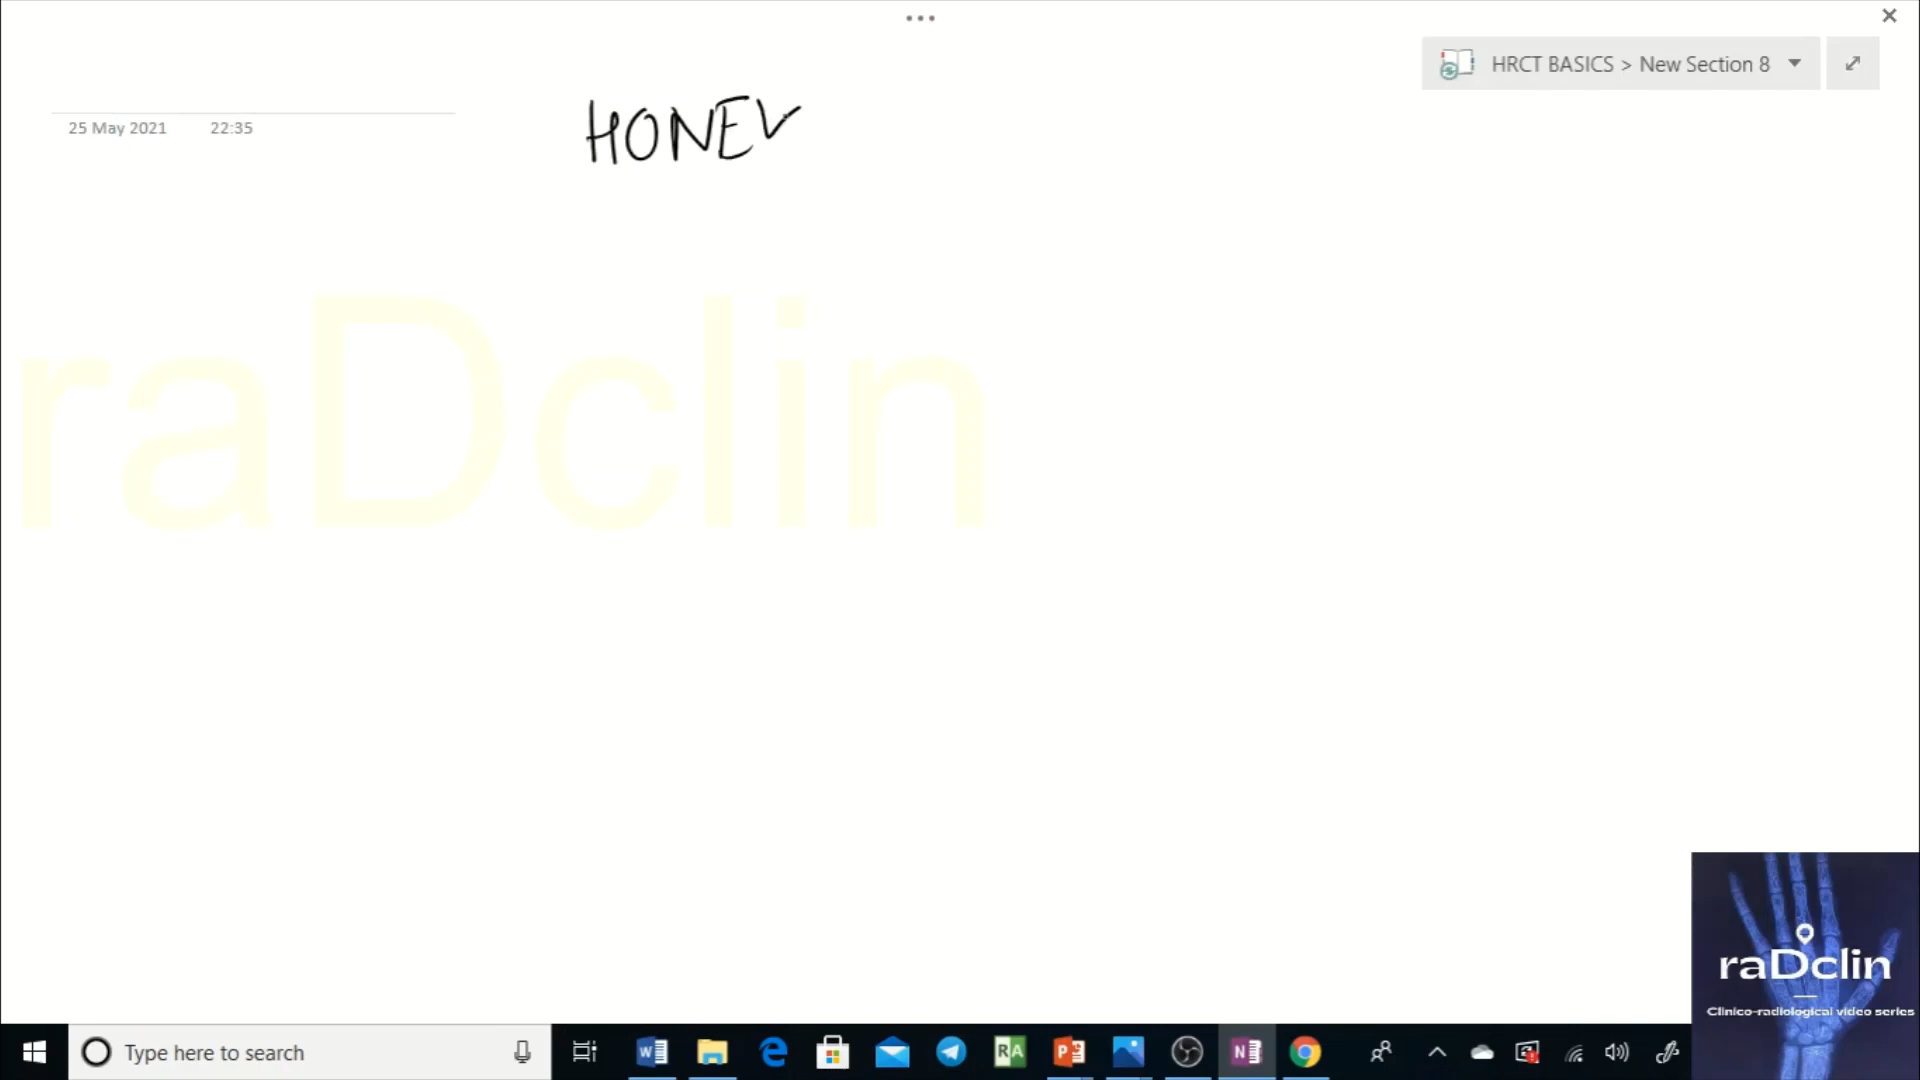 HRCT BASICS > New Section 8
25 May 2021 22:35
HONEY
raDclin
raDclin
Clinico-radiological video series
Type here to search